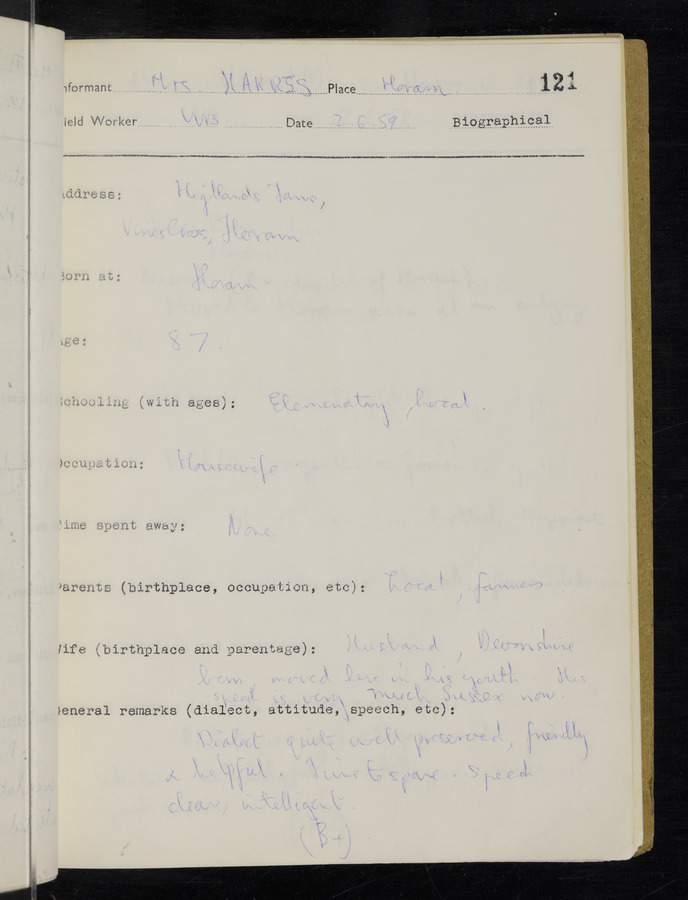 nformant Mrs HARRIS Place Horam 121
ield Worker Date 2.6.59 Biographical
ddress: Highlands Farm,
Vines Cross, Horam
orn at: Horam
ge: 87.
chooling (with ages): Elementary, local.
ccupation: Housewife
ime spent away: None
arents (birthplace, occupation, etc): Local, farmers
ife (birthplace and parentage): Husband, Devonshire
born, moved here in his youth. His
speech is very much Sussex now.
eneral remarks (dialect, attitude, speech, etc):
Dialect quite well preserved, friendly
& helpful. Time to spare. Speech
clear, intelligent.
(B+)